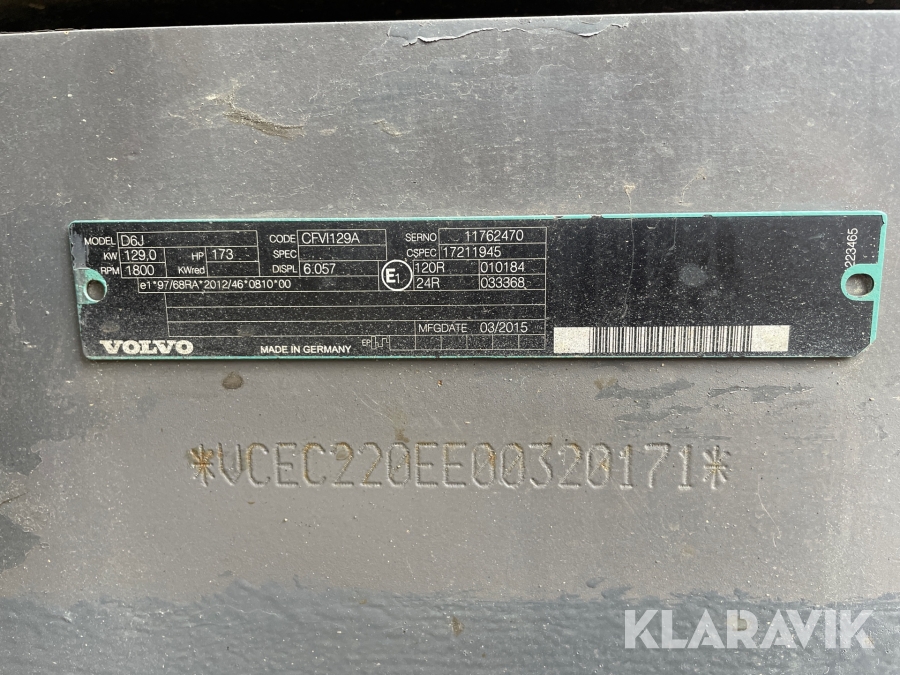 MODEL D6J CODE CFVI129A SERNO 11762470
KW 129.0 HP 173 SPEC CSPEC 17211945
RPM 1800 KWred DISPL 6.057 E1 120R 010184
24R 033368
e1*97/68RA*2012/46*0810*00
MFGDATE 03/2015
VOLVO MADE IN GERMANY EP
223465
*VCEC220EE00320171*
KLARAVIK